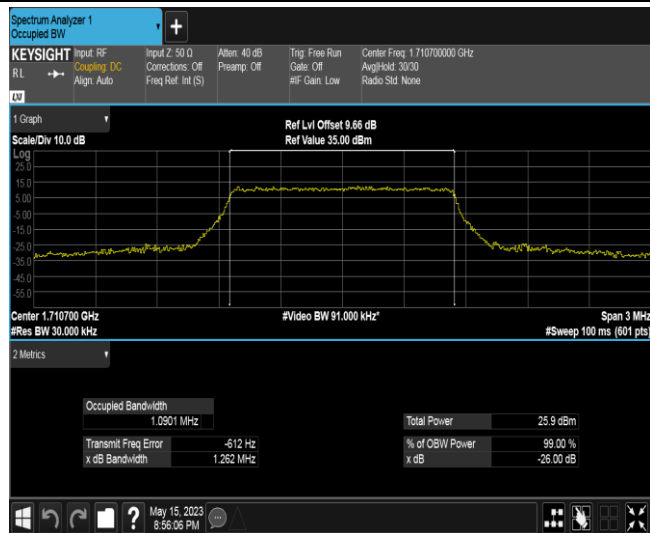 Spectrum Analyzer 1
Occupied BW
+
KEYSIGHT
RL
Input: RF
Coupling: DC
Align: Auto
Input Z: 50 Ω
Corrections: Off
Freq Ref: Int (S)
Atten: 40 dB
Preamp: Off
Trig: Free Run
Gate: Off
#IF Gain: Low
Center Freq: 1.710700000 GHz
Avg|Hold: 30/30
Radio Std: None
1 Graph
Scale/Div 10.0 dB
Ref Lvl Offset 9.66 dB
Ref Value 35.00 dBm
Log
25.0
15.0
5.00
-5.00
-15.0
-25.0
-35.0
-45.0
-55.0
Center 1.710700 GHz
#Video BW 91.000 kHz*
Span 3 MHz
#Res BW 30.000 kHz
#Sweep 100 ms (601 pts)
2 Metrics
Occupied Bandwidth
1.0901 MHz
Total Power 25.9 dBm
Transmit Freq Error -612 Hz
% of OBW Power 99.00 %
x dB Bandwidth 1.262 MHz
x dB -26.00 dB
?
May 15, 2023
8:56:06 PM